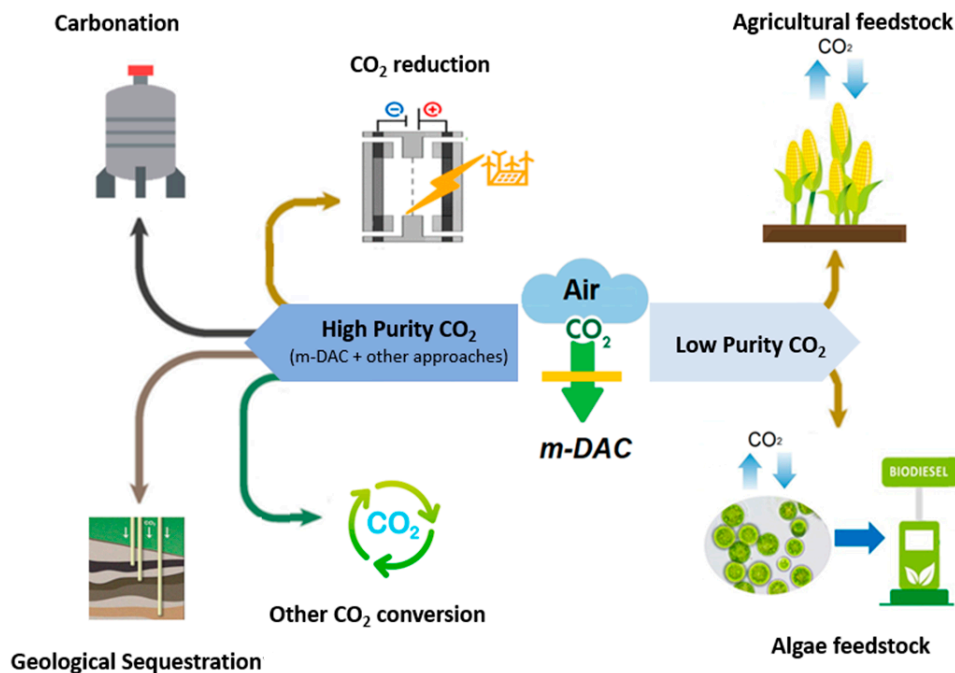 Carbonation
CO₂ reduction
Agricultural feedstock
CO₂
Air
CO₂
High Purity CO₂
(m-DAC + other approaches)
Low Purity CO₂
m-DAC
CO₂
BIODIESEL
CO₂
CO₂
Other CO₂ conversion
Geological Sequestration
Algae feedstock